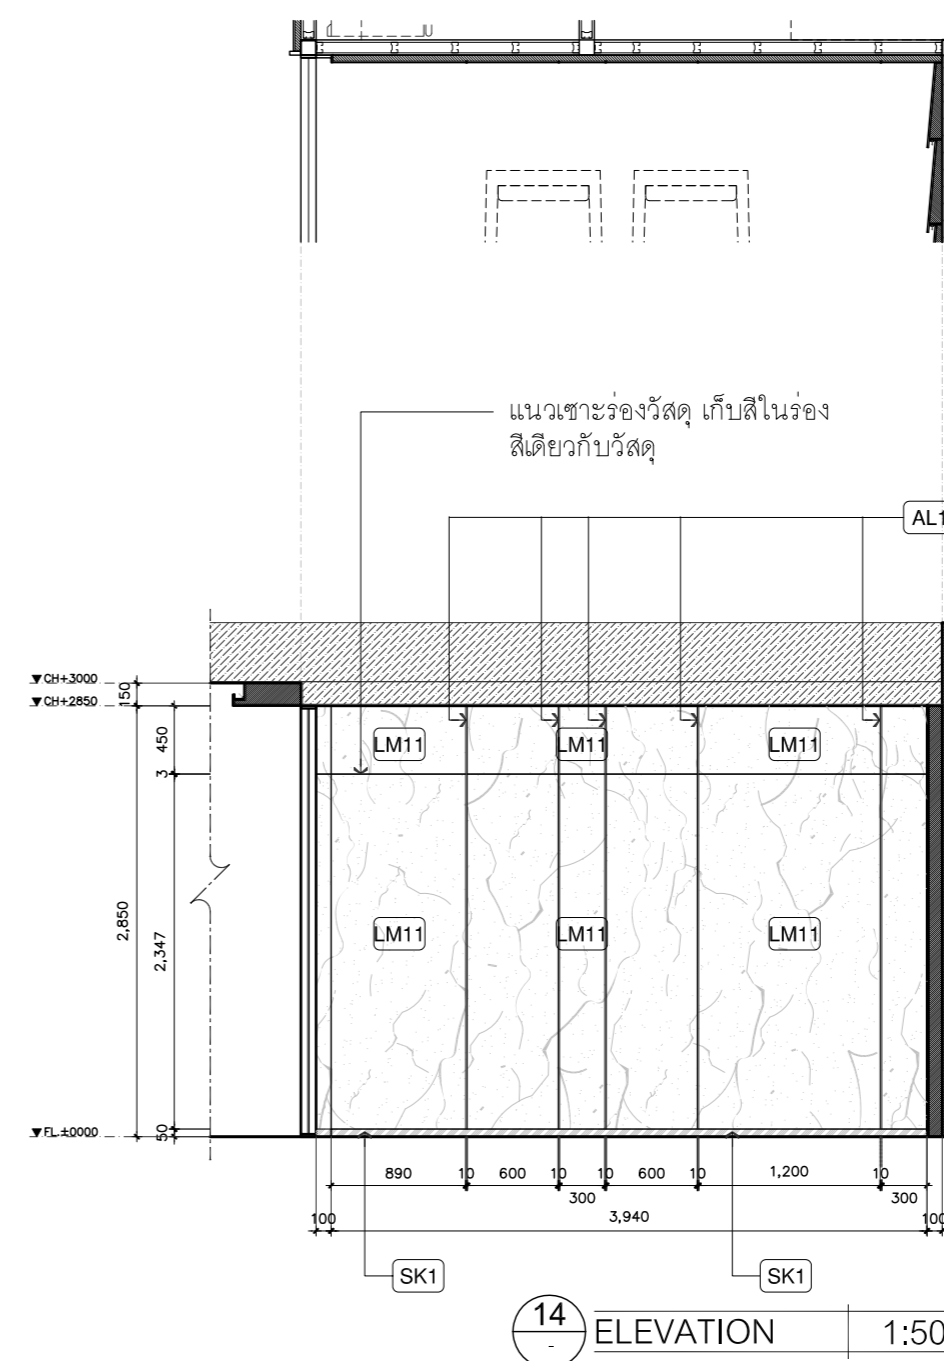 แนวเซาะร่องวัสดุ เก็บสีในร่อง
สีเดียวกับวัสดุ
AL1
CH+3000
150
CH+2850
450
LM11 LM11 LM11
3
2,850
2,347
LM11 LM11 LM11
50
FL.±0000
890 10 600 10 10 600 10 1,200 10
300 300
100 3,940 100
SK1 SK1
14
-
ELEVATION 1:50